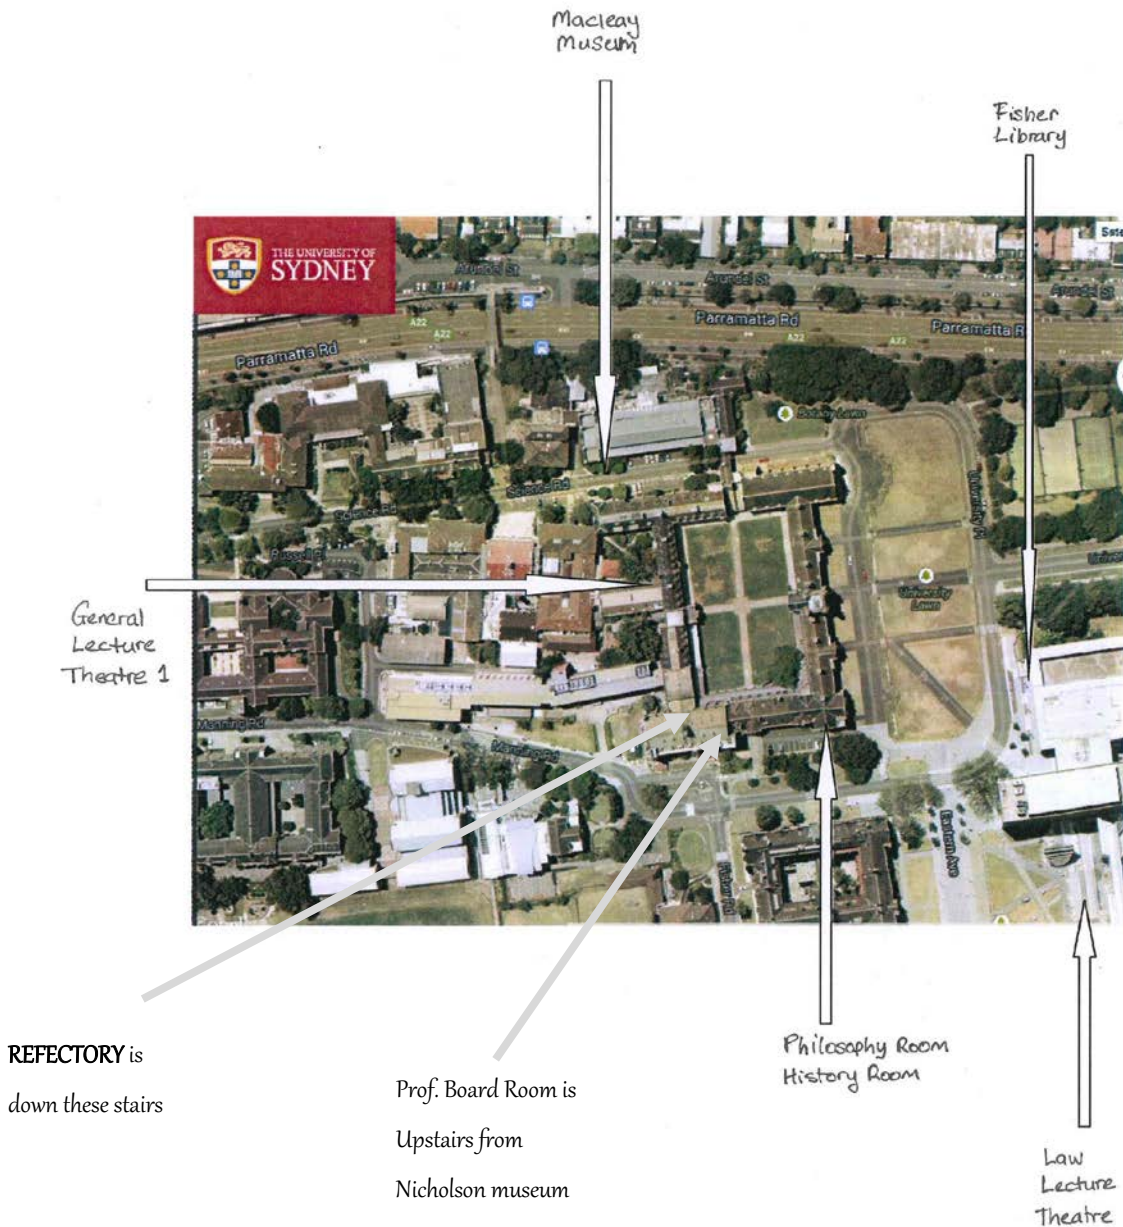 Macleay
Museum
Fisher
Library
THE UNIVERSITY OF
SYDNEY
Arundel St
Arundel St
Arundel St
Parramatta Rd
Parramatta Rd
Parramatta R
A22
A22
A22
A22
Botany Lawn
Science Rd
Science Rd
University Pl
University
Lawn
General
Lecture
Theatre 1
Manning Rd
Manning Rd
Eastern Ave
Fisher Rd
REFECTORY is
down these stairs
Prof. Board Room is
Upstairs from
Nicholson museum
Philosophy Room
History Room
Law
Lecture
Theatre